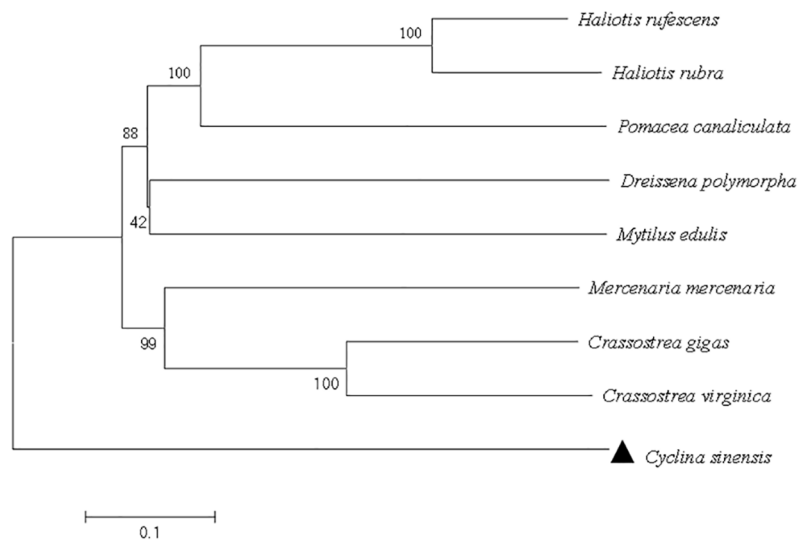 Haliotis rufescens
100
Haliotis rubra
100
Pomacea canaliculata
88
Dreissena polymorpha
42
Mytilus edulis
Mercenaria mercenaria
99
Crassostrea gigas
100
Crassostrea virginica
Cyclina sinensis
0.1